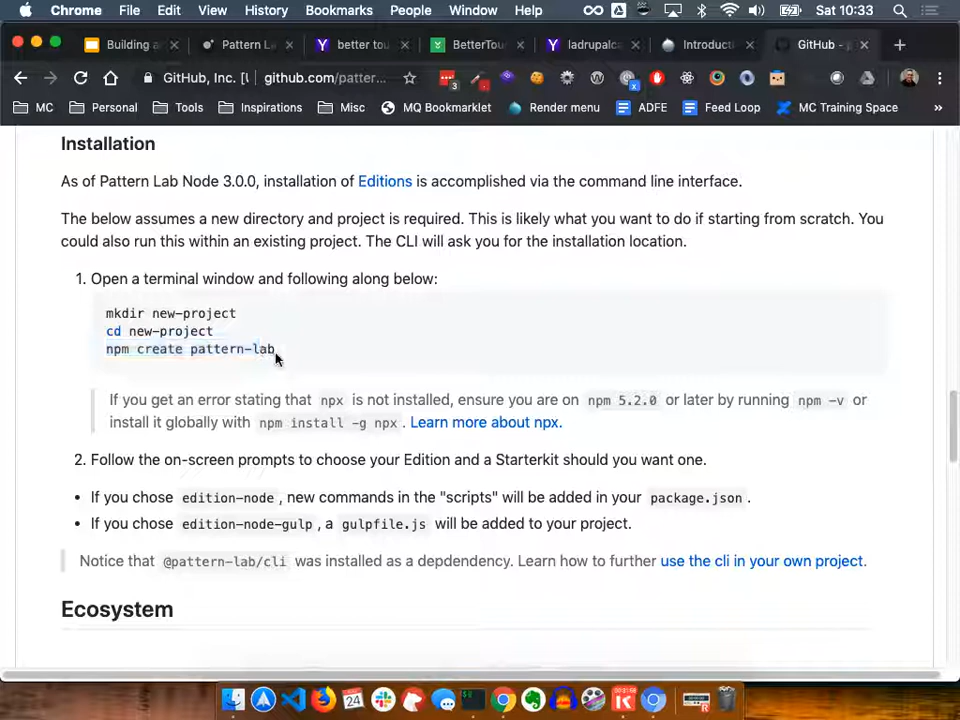 Chrome File Edit View History Bookmarks People Window Help Sat 10:33
Building a Pattern La better tou BetterTouc ladrupalca Introducti GitHub - p
GitHub, Inc. [U github.com/patter...
3 x
MC Personal Tools Inspirations Misc MQ Bookmarklet Render menu ADFE Feed Loop MC Training Space »
Installation
As of Pattern Lab Node 3.0.0, installation of Editions is accomplished via the command line interface.
The below assumes a new directory and project is required. This is likely what you want to do if starting from scratch. You
could also run this within an existing project. The CLI will ask you for the installation location.
1. Open a terminal window and following along below:
mkdir new-project
cd new-project
npm create pattern-lab
If you get an error stating that npx is not installed, ensure you are on npm 5.2.0 or later by running npm -v or
install it globally with npm install -g npx . Learn more about npx.
2. Follow the on-screen prompts to choose your Edition and a Starterkit should you want one.
• If you chose edition-node , new commands in the "scripts" will be added in your package.json .
• If you chose edition-node-gulp , a gulpfile.js will be added to your project.
Notice that @pattern-lab/cli was installed as a depdendency. Learn how to further use the cli in your own project.
Ecosystem
24